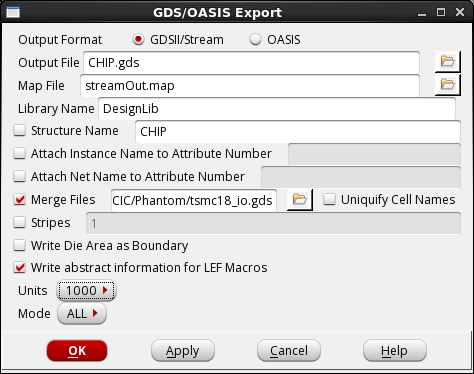 GDS/OASIS Export
Output Format GDSII/Stream OASIS
Output File CHIP.gds
Map File streamOut.map
Library Name DesignLib
Structure Name CHIP
Attach Instance Name to Attribute Number
Attach Net Name to Attribute Number
Merge Files CIC/Phantom/tsmc18_io.gds Uniquify Cell Names
Stripes 1
Write Die Area as Boundary
Write abstract information for LEF Macros
Units 1000
Mode ALL
OK Apply Cancel Help